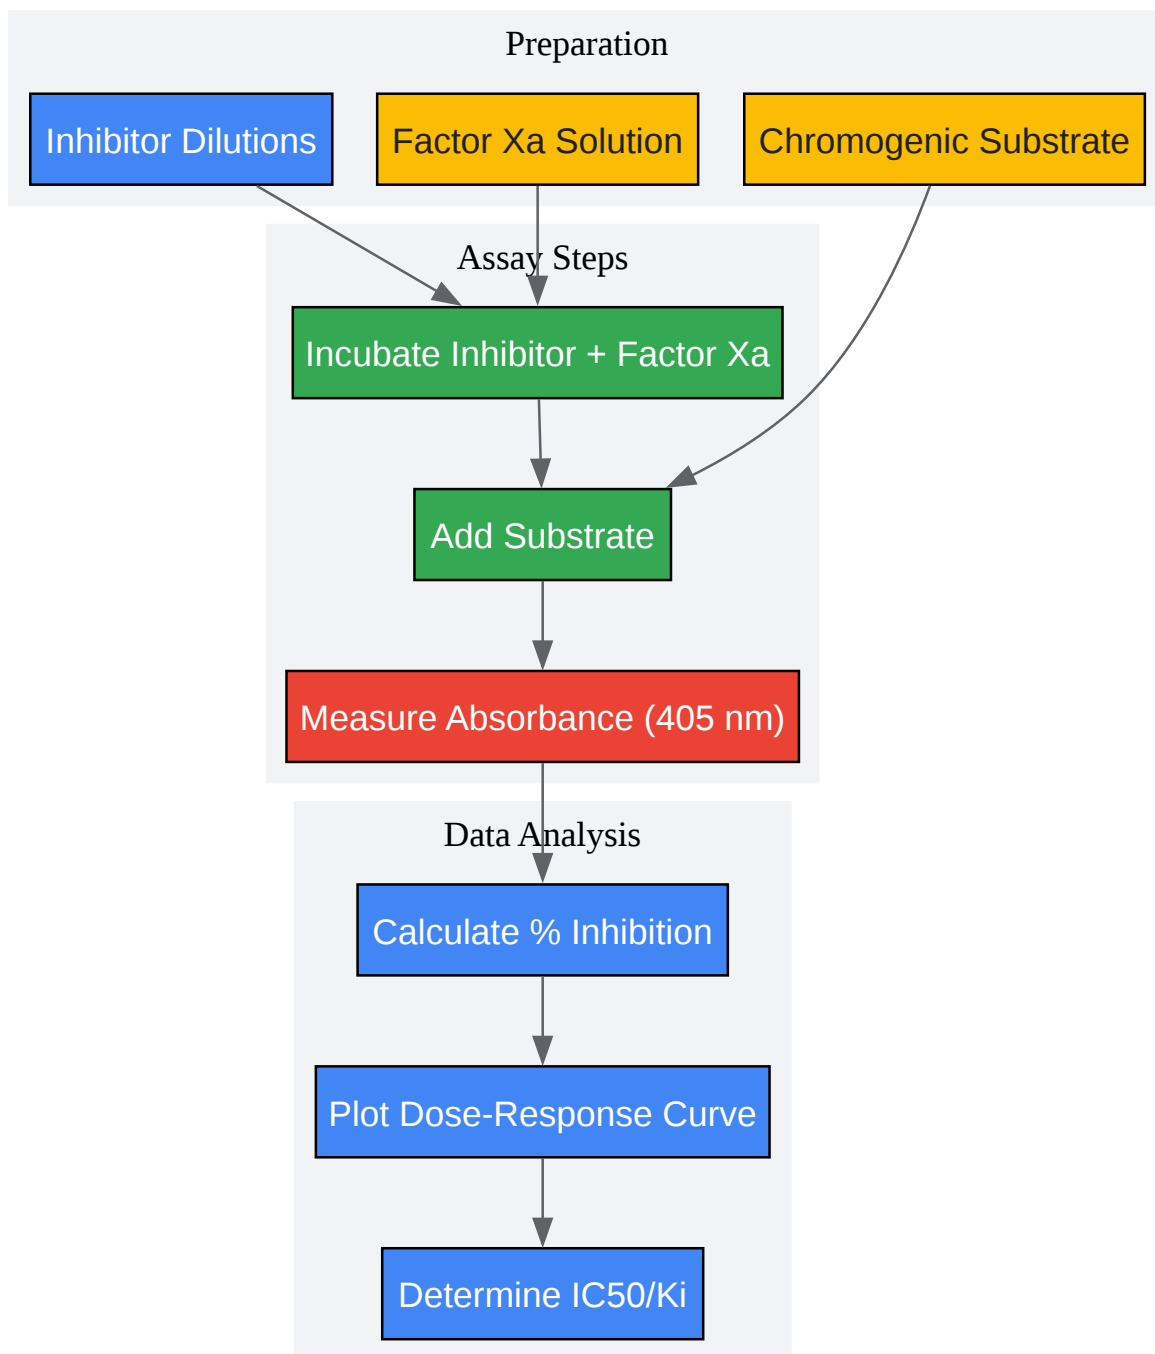 Preparation
Inhibitor Dilutions
Factor Xa Solution
Chromogenic Substrate
Assay Steps
Incubate Inhibitor + Factor Xa
Add Substrate
Measure Absorbance (405 nm)
Data Analysis
Calculate % Inhibition
Plot Dose-Response Curve
Determine IC50/Ki